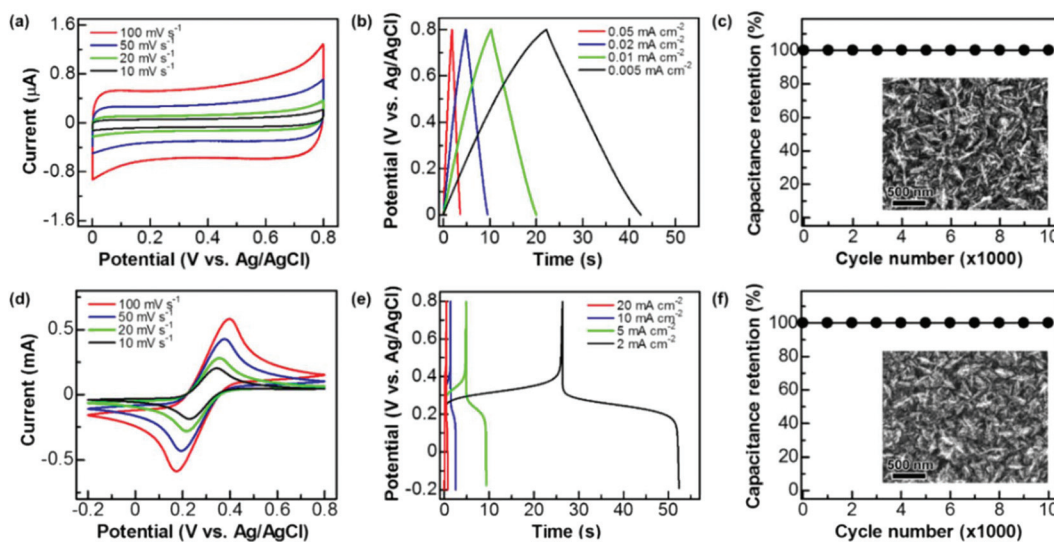 (a)
100 mV s⁻¹
50 mV s⁻¹
20 mV s⁻¹
10 mV s⁻¹
Current (μA)
1.6
0.8
0
-0.8
-1.6
0 0.2 0.4 0.6 0.8
Potential (V vs. Ag/AgCl)
(b)
0.05 mA cm⁻²
0.02 mA cm⁻²
0.01 mA cm⁻²
0.005 mA cm⁻²
Potential (V vs. Ag/AgCl)
0.8
0.6
0.4
0.2
0
0 10 20 30 40 50
Time (s)
(c)
Capacitance retention (%)
100
80
60
40
20
0
500 nm
0 2 4 6 8 10
Cycle number (x1000)
(d)
100 mV s⁻¹
50 mV s⁻¹
20 mV s⁻¹
10 mV s⁻¹
Current (mA)
0.5
0
-0.5
-0.2 0 0.2 0.4 0.6 0.8
Potential (V vs. Ag/AgCl)
(e)
20 mA cm⁻²
10 mA cm⁻²
5 mA cm⁻²
2 mA cm⁻²
Potential (V vs. Ag/AgCl)
0.8
0.6
0.4
0.2
0
-0.2
0 10 20 30 40 50
Time (s)
(f)
Capacitance retention (%)
100
80
60
40
20
0
500 nm
0 2 4 6 8 10
Cycle number (x1000)